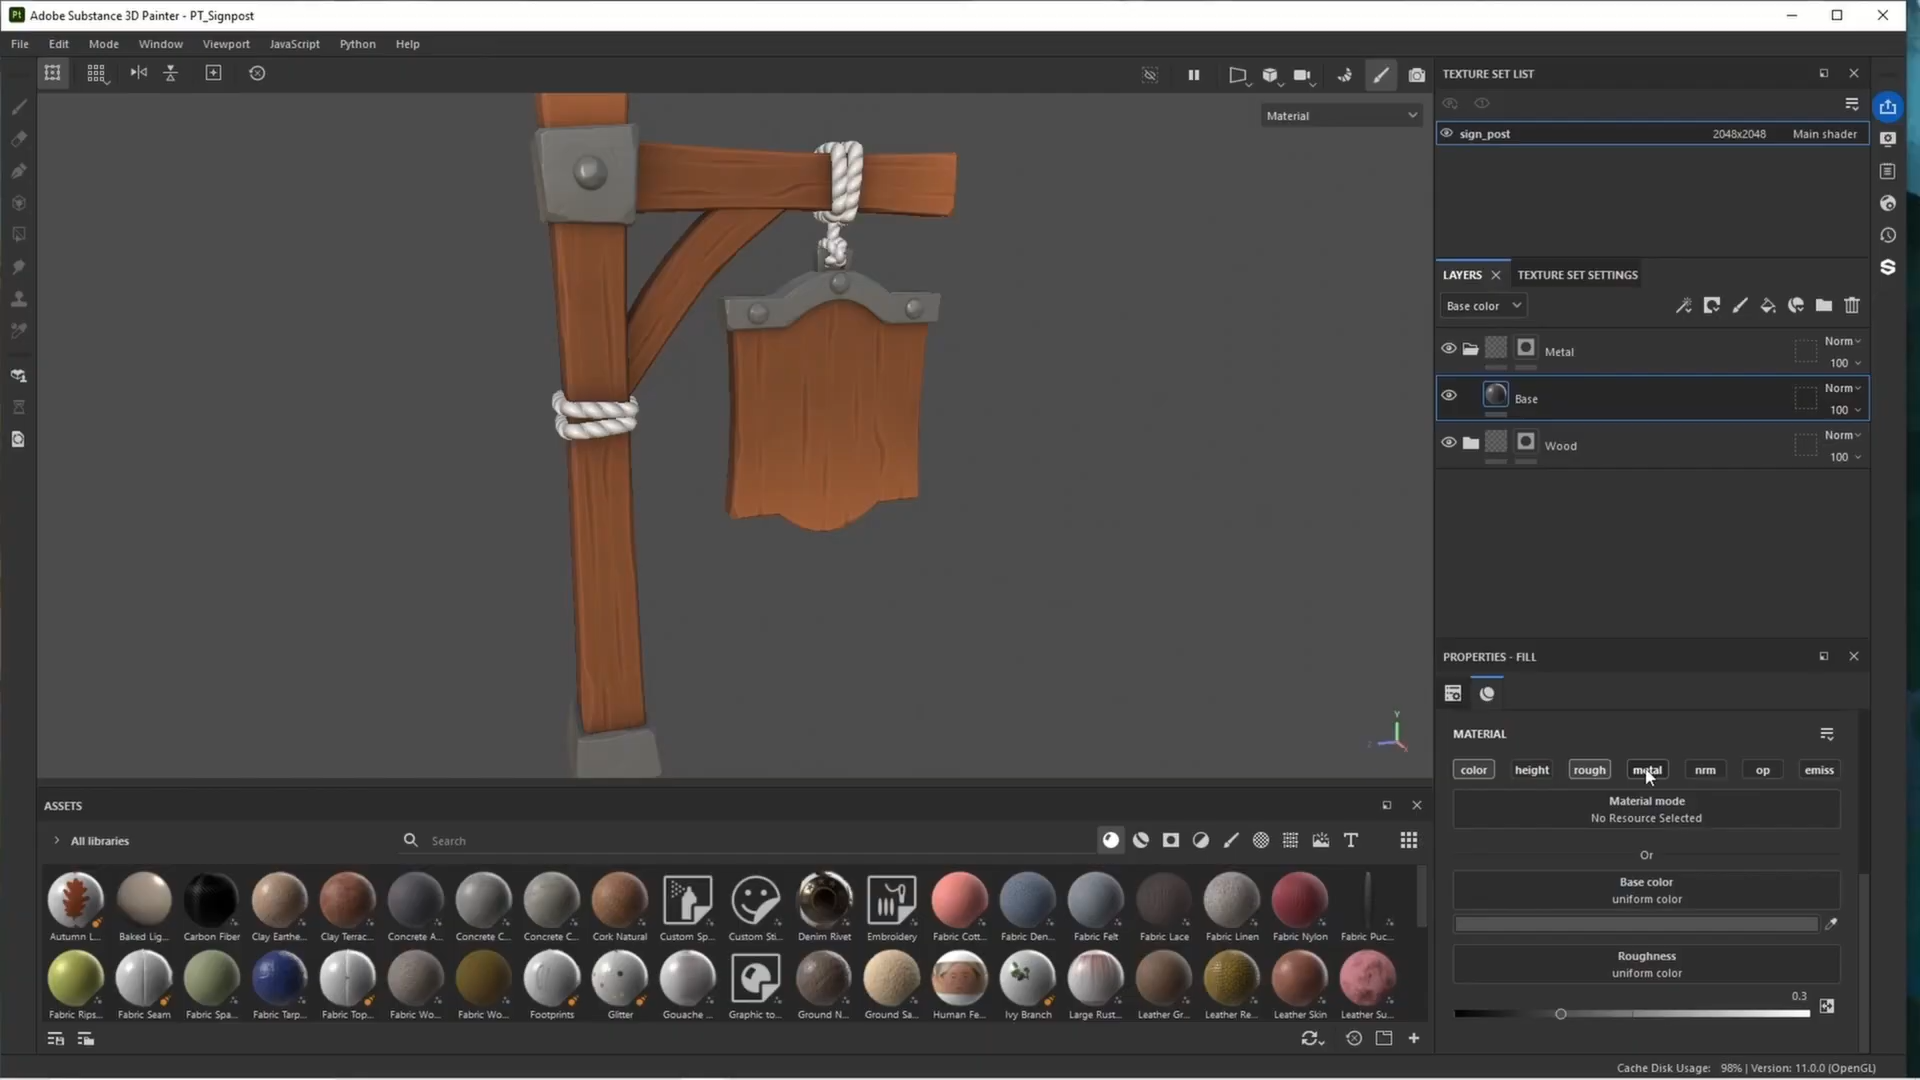 Adobe Substance 3D Painter - PT_Signpost
File Edit Mode Window Viewport JavaScript Python Help
Material
TEXTURE SET LIST
sign_post 2048x2048 Main shader
LAYERS TEXTURE SET SETTINGS
Base color
Metal Norm
100
Base Norm
100
Wood Norm
100
PROPERTIES - FILL
MATERIAL
color height rough metal nrm op emiss
Material mode
No Resource Selected
Or
Base color
uniform color
Roughness
uniform color
0.3
ASSETS
All libraries Search
Autumn L... Baked Lig... Carbon Fiber Clay Earthe... Clay Terrac... Concrete A... Concrete C... Concrete C... Cork Natural Custom Sp... Custom Sti... Denim Rivet Embroidery Fabric Cott... Fabric Den... Fabric Felt Fabric Lace Fabric Linen Fabric Nylon Fabric Puc...
Fabric Rips... Fabric Seam Fabric Spa... Fabric Tarp... Fabric Top... Fabric Wo... Fabric Wo... Footprints Glitter Gouache ... Graphic to... Ground N... Ground Sa... Human Fe... Ivy Branch Large Rust... Leather Gr... Leather Re... Leather Skin Leather Su...
Cache Disk Usage: 98% | Version: 11.0.0 (OpenGL)